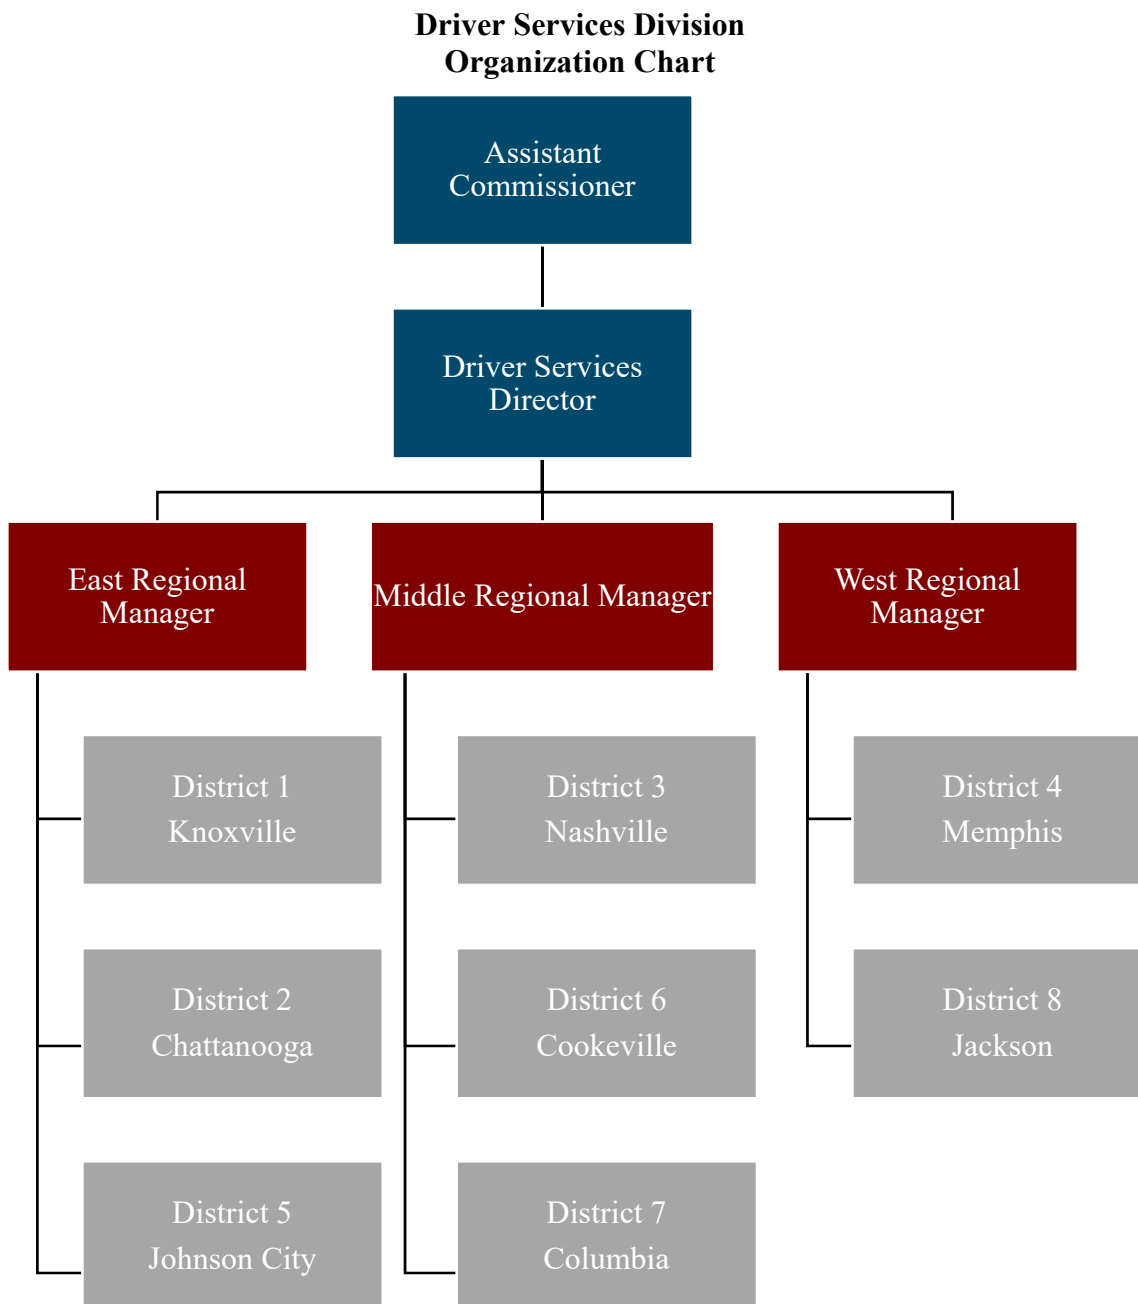 Driver Services Division
Organization Chart
Assistant
Commissioner
Driver Services
Director
East Regional
Manager
Middle Regional Manager
West Regional
Manager
District 1
Knoxville
District 3
Nashville
District 4
Memphis
District 2
Chattanooga
District 6
Cookeville
District 8
Jackson
District 5
Johnson City
District 7
Columbia